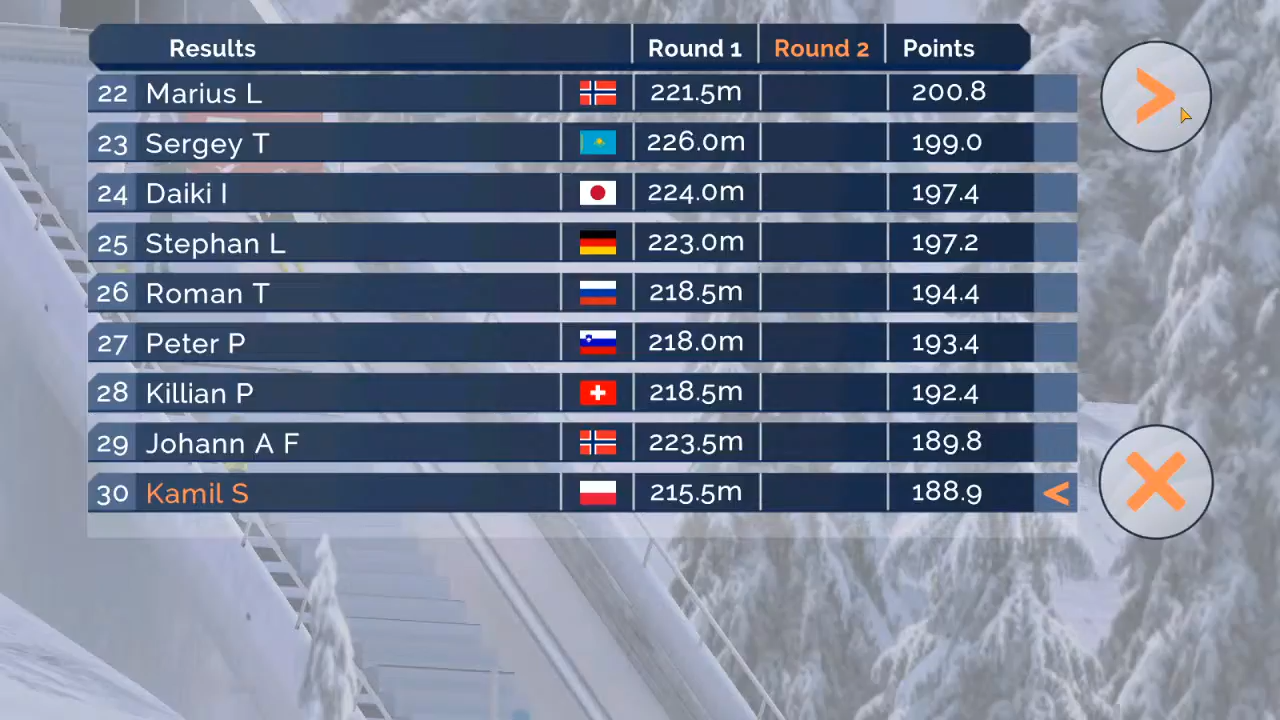 Results Round 1 Round 2 Points
22 Marius L 221.5m 200.8
23 Sergey T 226.0m 199.0
24 Daiki I 224.0m 197.4
25 Stephan L 223.0m 197.2
26 Roman T 218.5m 194.4
27 Peter P 218.0m 193.4
28 Killian P 218.5m 192.4
29 Johann A F 223.5m 189.8
30 Kamil S 215.5m 188.9 <